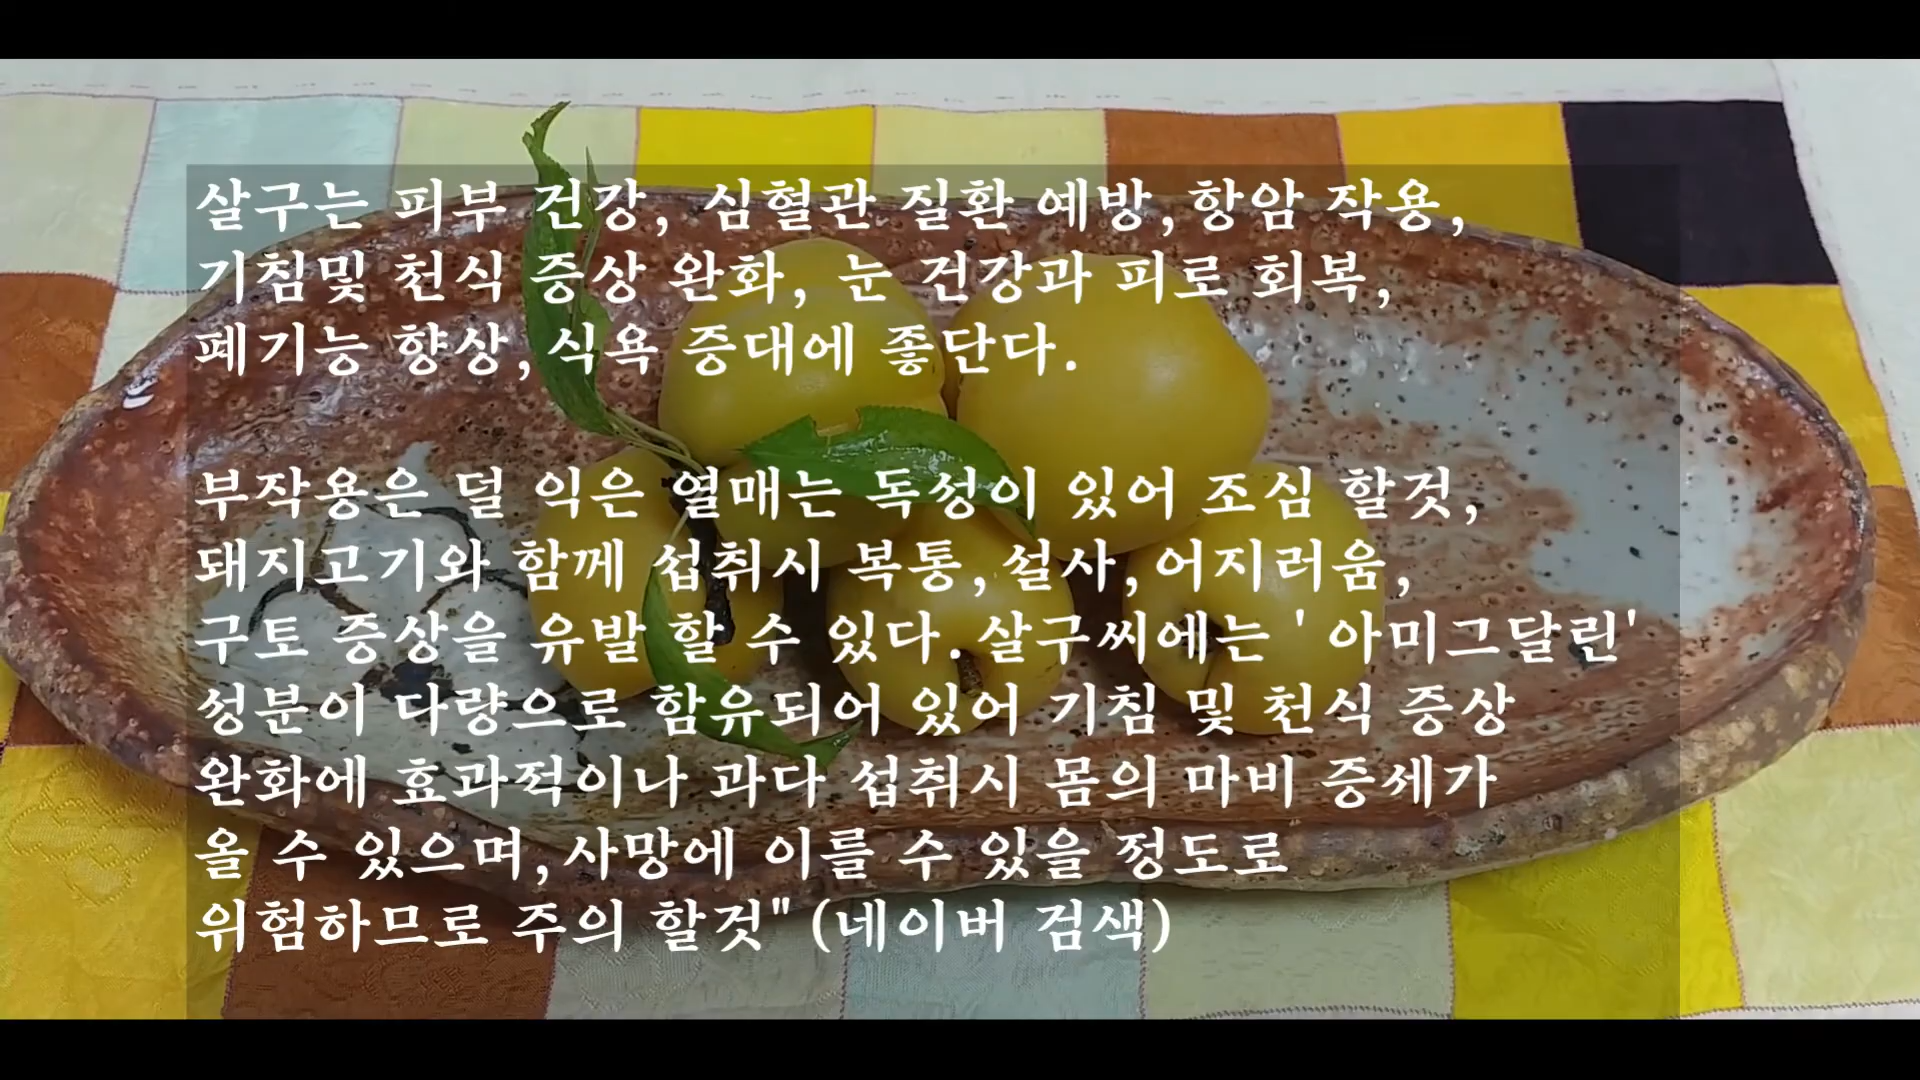 살구는 피부 건강, 심혈관 질환 예방,항암 작용,
기침및 천식 증상 완화, 눈 건강과 피로 회복,
폐기능 향상,식욕 증대에 좋단다.
부작용은 덜 익은 열매는 독성이 있어 조심 할것,
돼지고기와 함께 섭취시 복통,설사,어지러움,
구토 증상을 유발 할 수 있다. 살구씨에는 ' 아미그달린'
성분이 다량으로 함유되어 있어 기침 및 천식 증상
완화에 효과적이나 과다 섭취시 몸의 마비 증세가
올 수 있으며,사망에 이를 수 있을 정도로
위험하므로 주의 할것" (네이버 검색)